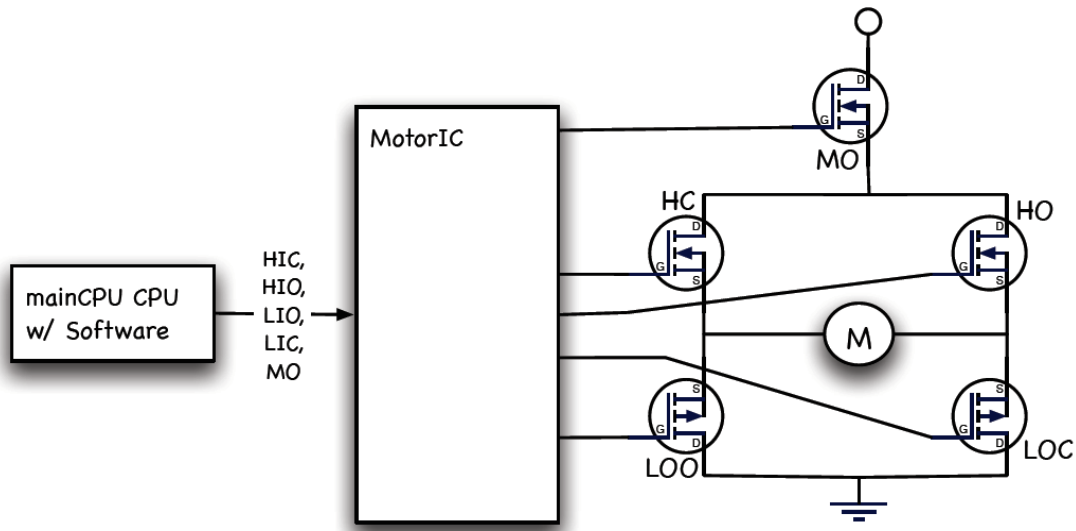 MotorIC
mainCPU CPU
w/ Software
HIC,
HIO,
LIO,
LIC,
MO
D
G
S
MO
HC
D
G
S
HO
D
G
S
M
S
G
D
LOO
S
G
D
LOC